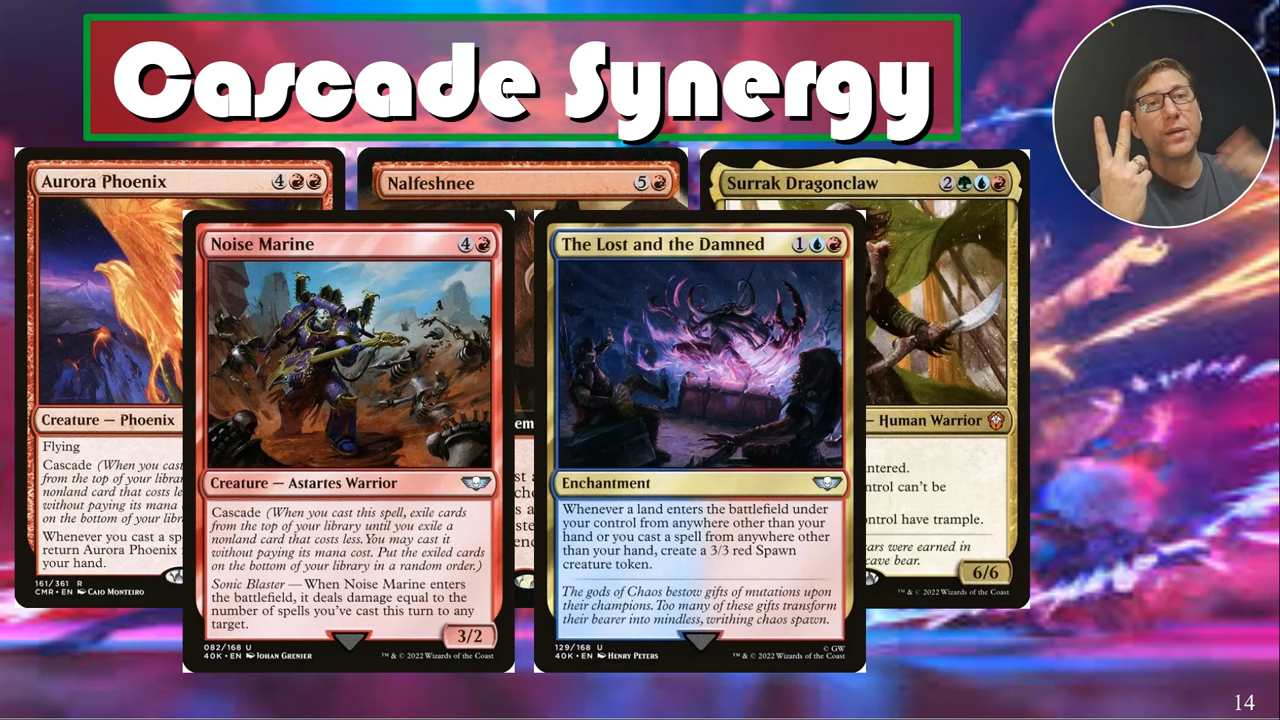 Cascade Synergy
Aurora Phoenix 4
Creature — Phoenix
Flying
Cascade (When you cast
from the top of your
nonland card that costs
without paying its mana
on the bottom of your
Whenever you cast a
return Aurora Phoenix
your hand.
161/361 R
CMR • EN Caio Monteiro
Nalfeshnee 5
Surrak Dragonclaw 2
— Human Warrior
control can't be
control have trample.
were earned in
cave bear.
6/6
™ & © 2022 Wizards of the Coast
Noise Marine 4
Creature — Astartes Warrior
Cascade (When you cast this spell, exile cards
from the top of your library until you exile a
nonland card that costs less. You may cast it
without paying its mana cost. Put the exiled cards
on the bottom of your library in a random order.)
Sonic Blaster — When Noise Marine enters
the battlefield, it deals damage equal to the
number of spells you've cast this turn to any
target.
3/2
082/168 U
40K • EN Johan Grenier
™ & © 2022 Wizards of the Coast
The Lost and the Damned 1
Enchantment
Whenever a land enters the battlefield under
your control from anywhere other than your
hand or you cast a spell from anywhere other
than your hand, create a 3/3 red Spawn
creature token.
The gods of Chaos bestow gifts of mutations upon
their champions. Too many of these gifts transform
their bearer into mindless, writhing chaos spawn.
129/168 U
40K • EN Henry Peters
© GW
™ & © 2022 Wizards of the Coast
14